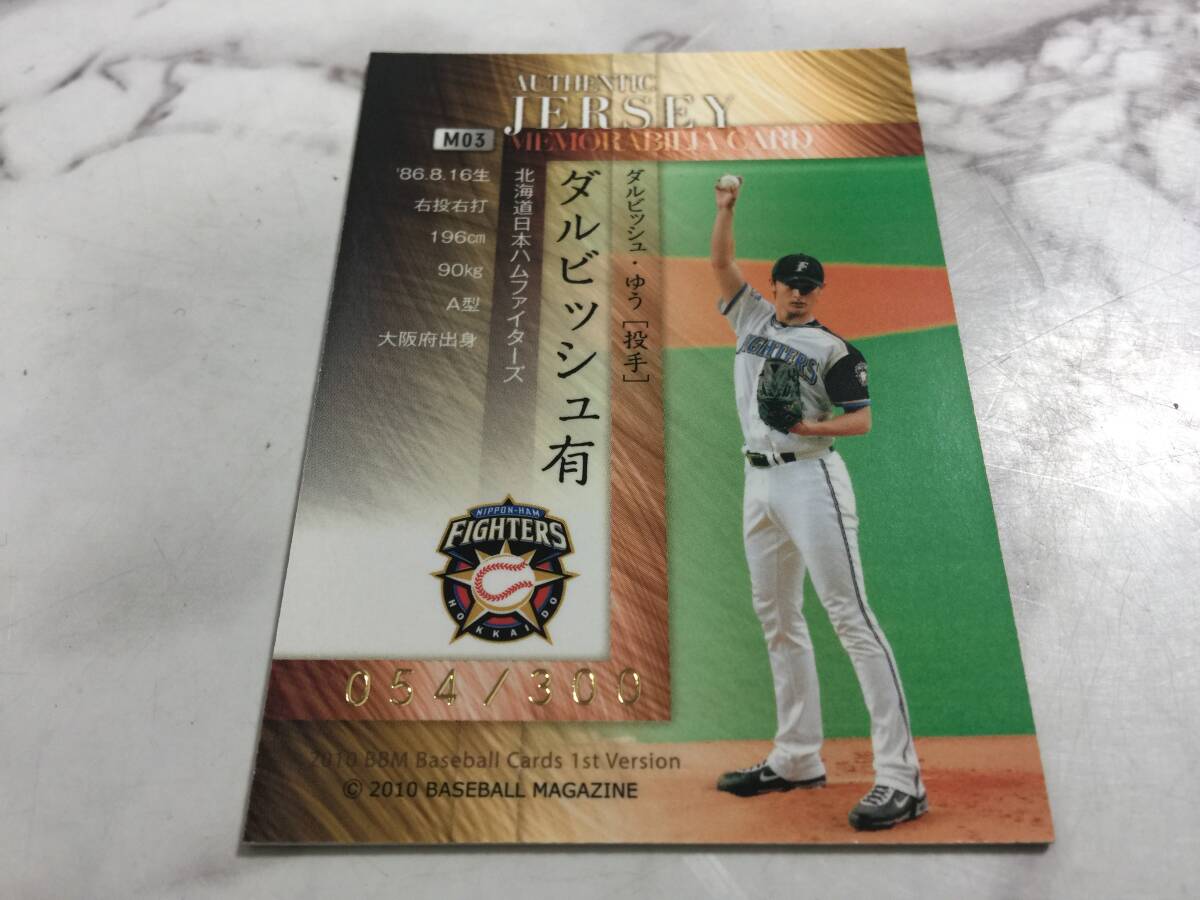 AUTHENTIC
JERSEY
MEMORABILIA CARD
M03
ダルビッシュ・ゆう［投手］
ダルビッシュ有
北海道日本ハムファイターズ
'86.8.16生
右投右打
196㎝
90㎏
A型
大阪府出身
F
FIGHTERS
NIPPON-HAM
FIGHTERS
HOKKAIDO
054/300
2010 BBM Baseball Cards 1st Version
© 2010 BASEBALL MAGAZINE